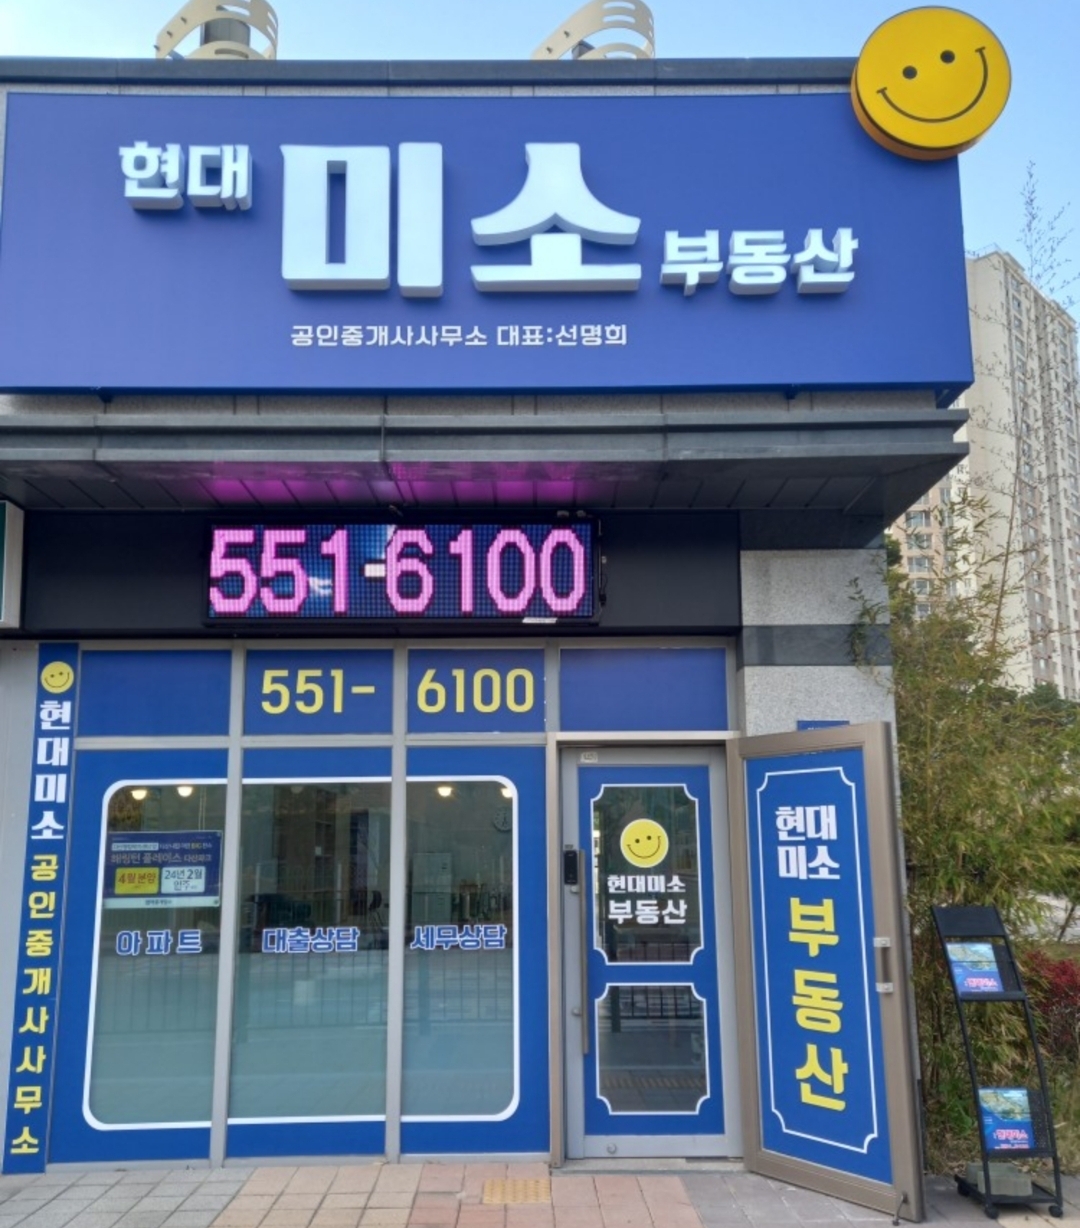 현대 미소 부동산
공인중개사사무소 대표:선명희
551-6100
551- 6100
현대미소 공인중개사사무소
4월 분양
24년 2월
입주
아파트
대출상담
세무상담
현대미소
부동산
현대
미소
부동산